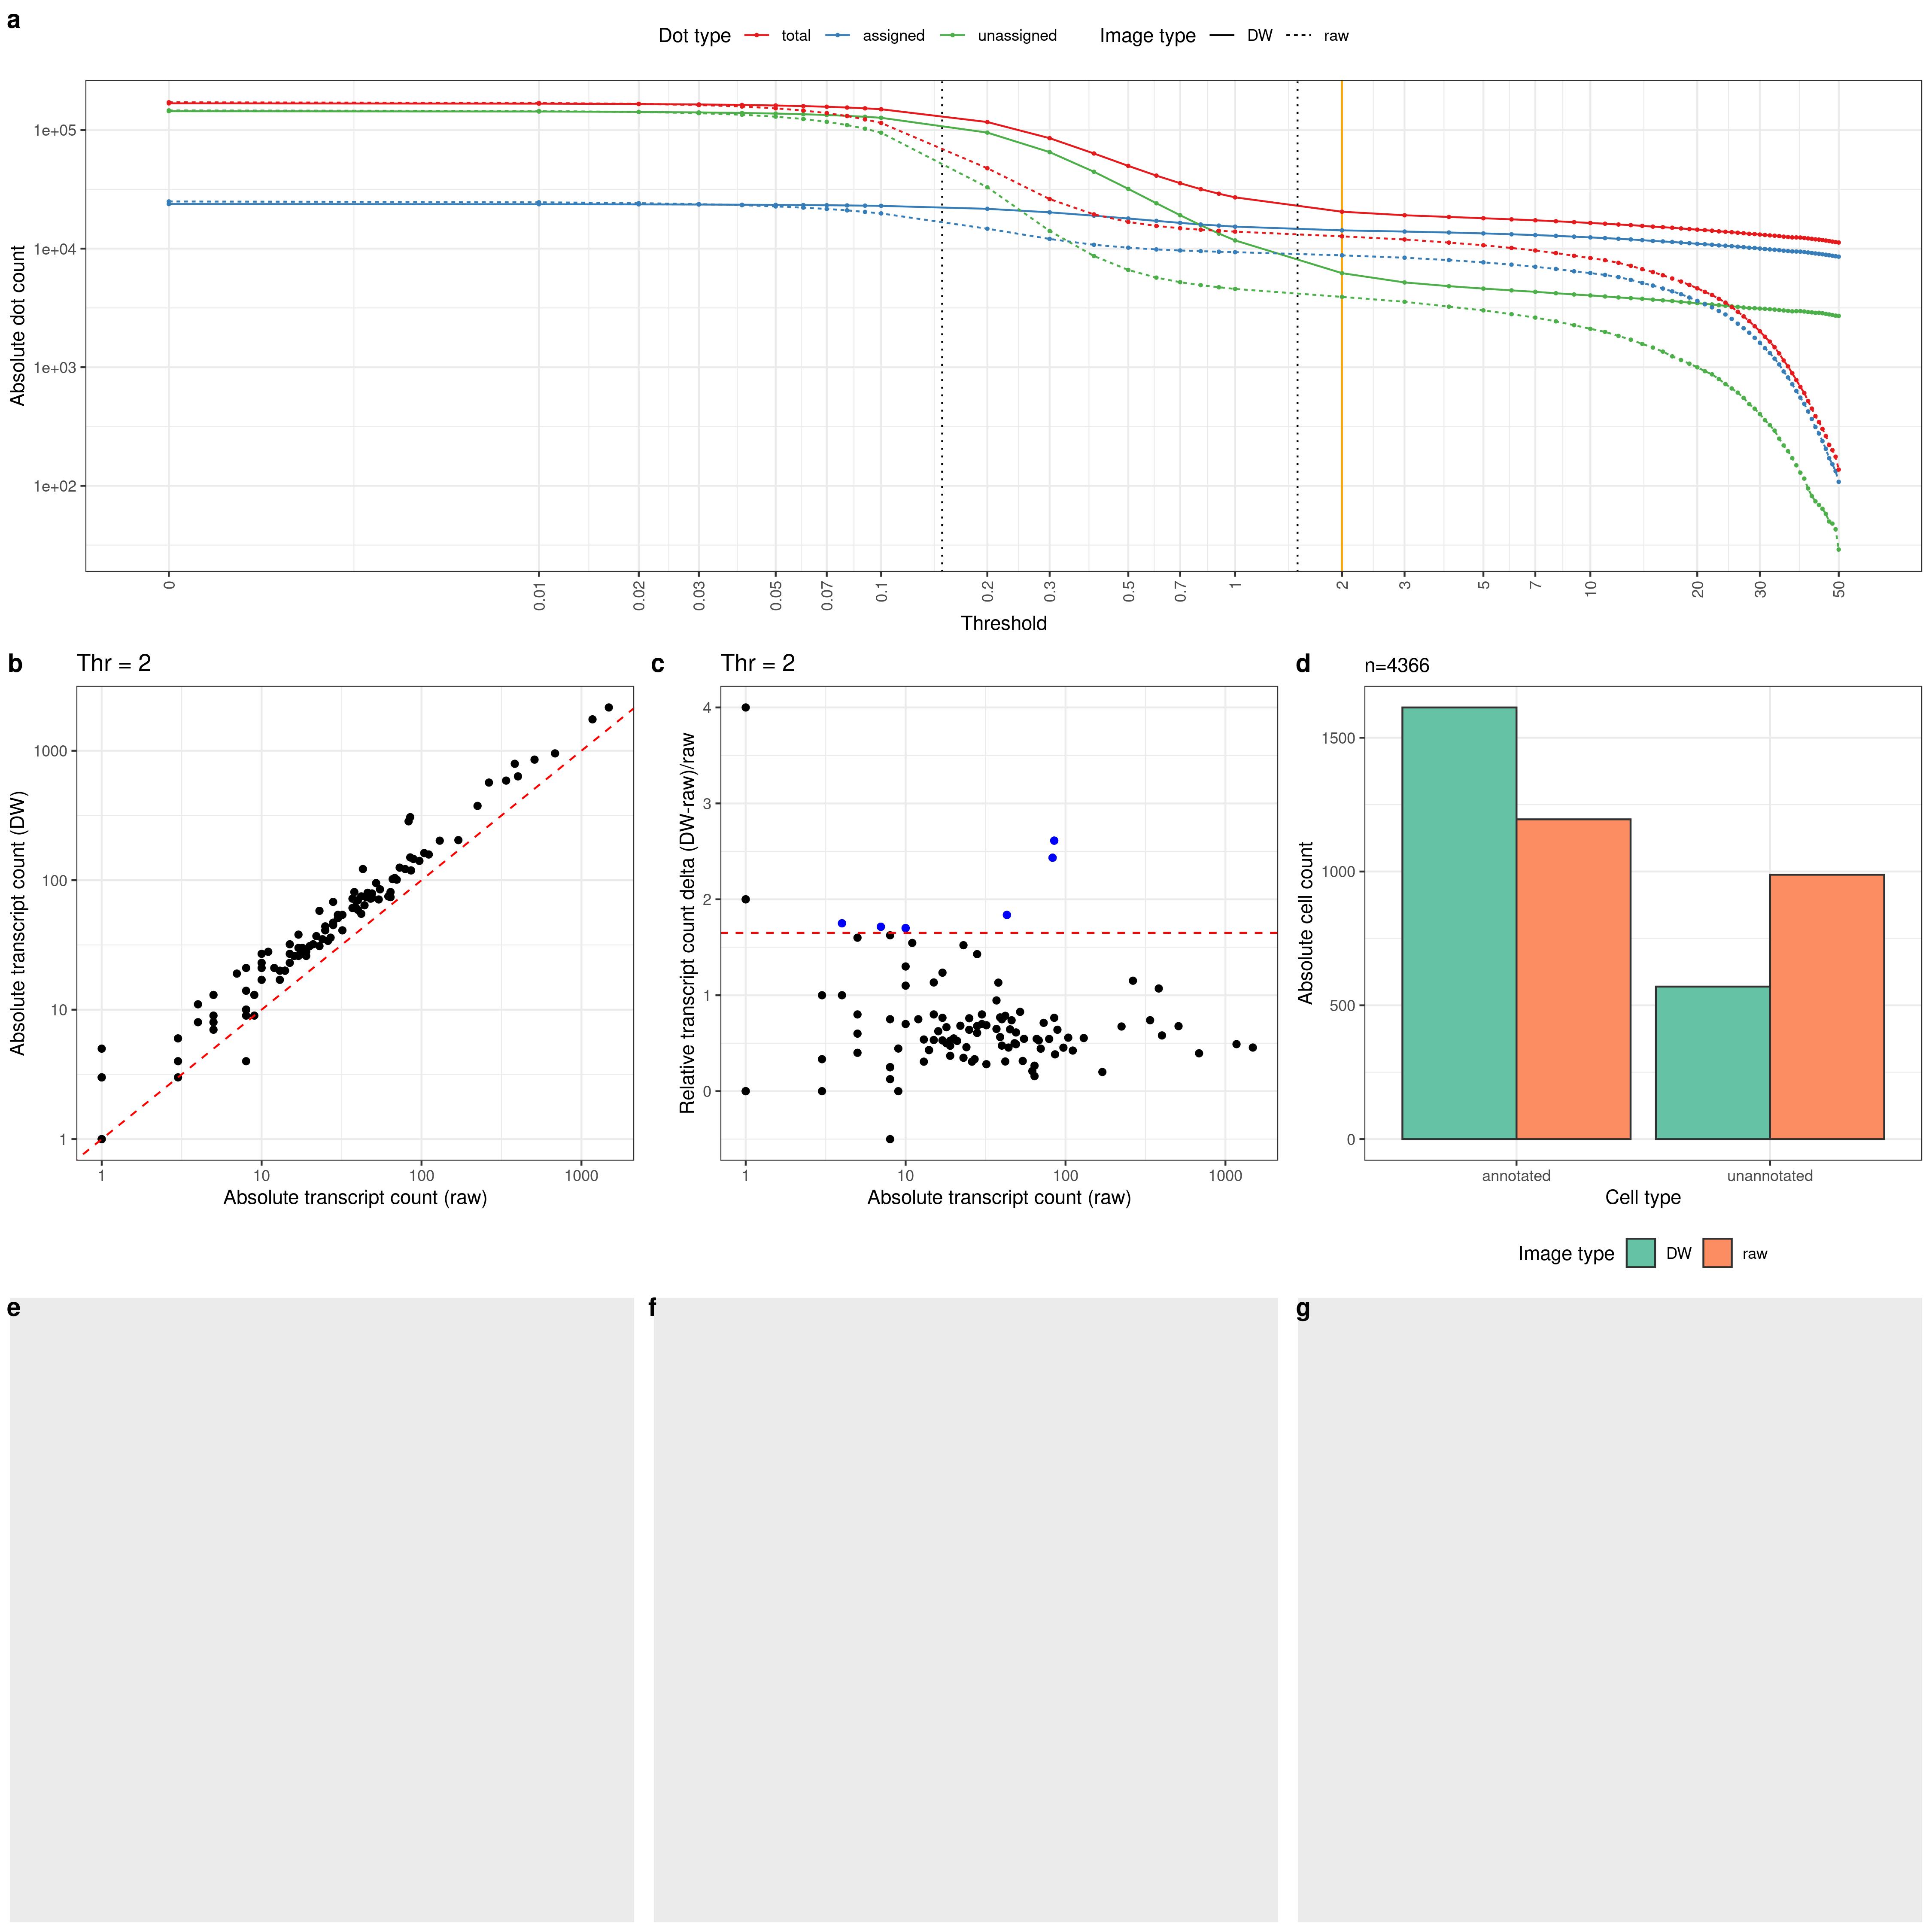 a
Dot type total assigned unassigned Image type DW raw
Absolute dot count
1e+05
1e+04
1e+03
1e+02
0 0.01 0.02 0.03 0.05 0.07 0.1 0.2 0.3 0.5 0.7 1 2 3 5 7 10 20 30 50
Threshold
b
Thr = 2
Absolute transcript count (DW)
1000
100
10
1
1 10 100 1000
Absolute transcript count (raw)
c
Thr = 2
Relative transcript count delta (DW-raw)/raw
4
3
2
1
0
1 10 100 1000
Absolute transcript count (raw)
d
n=4366
Absolute cell count
1500
1000
500
0
annotated unannotated
Cell type
Image type DW raw
e
f
g